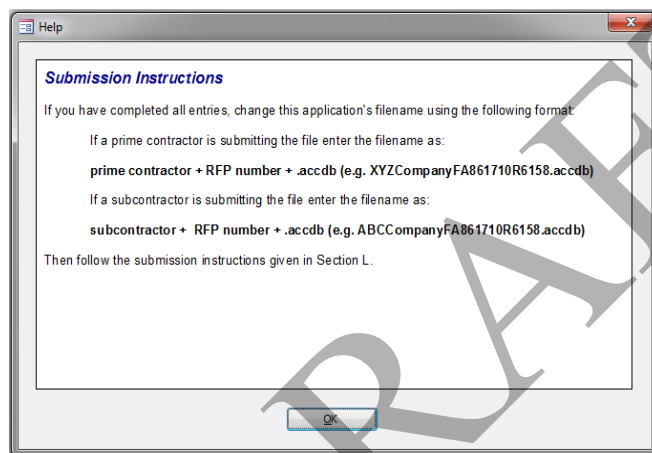 Help
Submission Instructions
If you have completed all entries, change this application's filename using the following format:
If a prime contractor is submitting the file enter the filename as:
prime contractor + RFP number + .accdb (e.g. XYZCompanyFA861710R6158.accdb)
If a subcontractor is submitting the file enter the filename as:
subcontractor + RFP number + .accdb (e.g. ABCCompanyFA861710R6158.accdb)
Then follow the submission instructions given in Section L.
OK
RAF